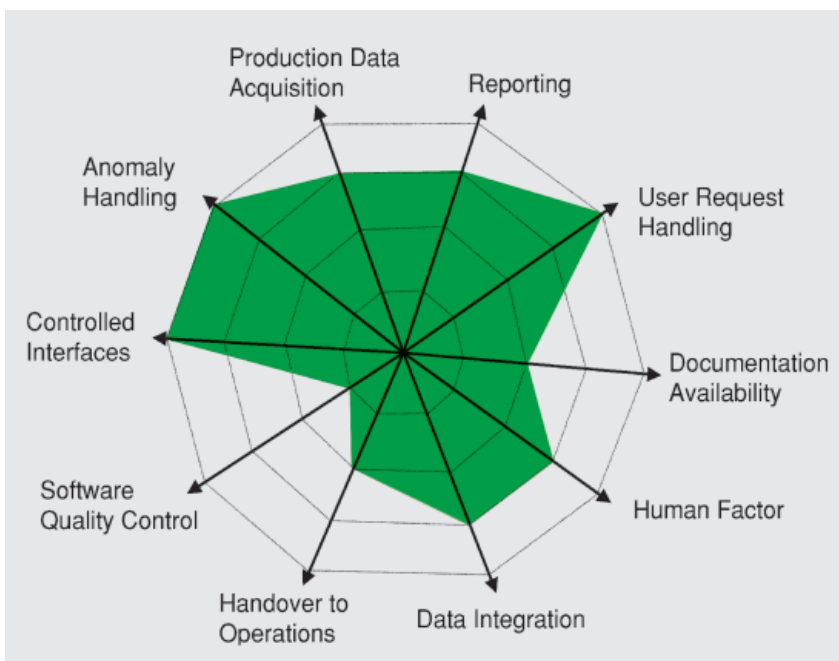 Production Data
Acquisition
Reporting
Anomaly
Handling
User Request
Handling
Controlled
Interfaces
Documentation
Availability
Software
Quality Control
Human Factor
Handover to
Operations
Data Integration